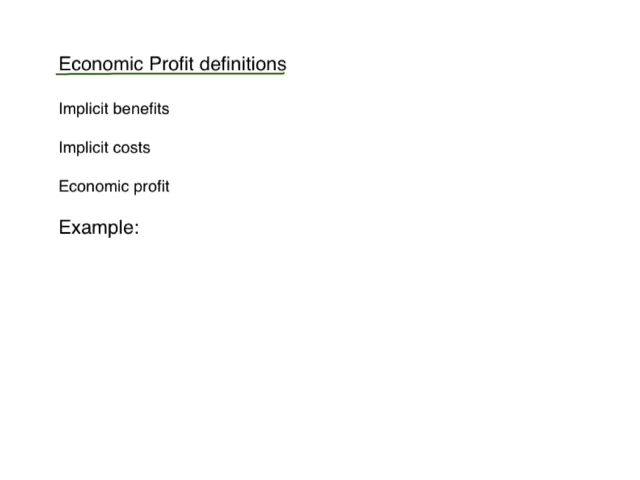 Economic Profit definitions
Implicit benefits
Implicit costs
Economic profit
Example: